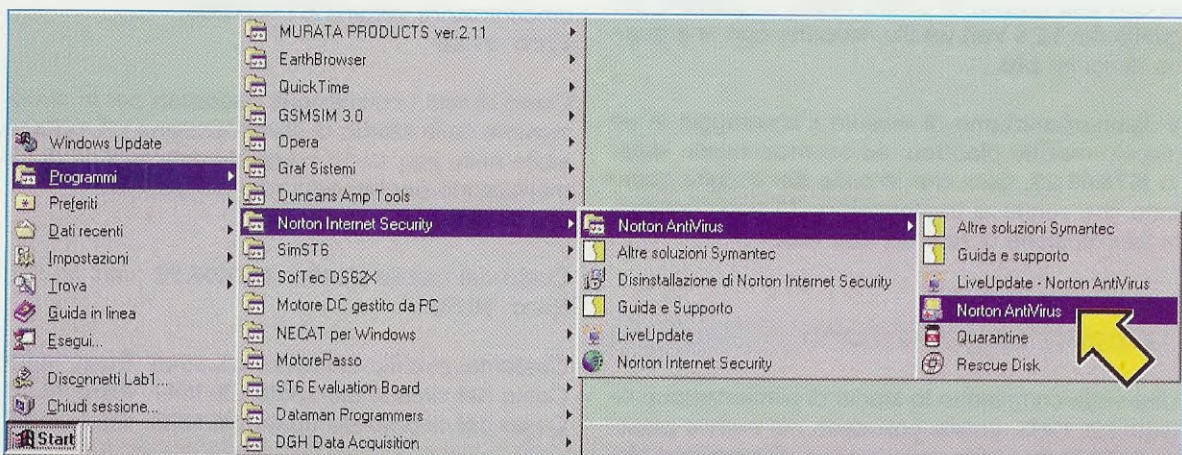 Windows Update
Programmi
Preferiti
Dati recenti
Impostazioni
Trova
Guida in linea
Esegui...
Disconnetti Lab1...
Chiudi sessione...
Start
MURATA PRODUCTS ver.2.11
EarthBrowser
QuickTime
GSMSIM 3.0
Opera
Graf Sistemi
Duncans Amp Tools
Norton Internet Security
SimST6
SofTec DS62X
Motore DC gestito da PC
NECAT per Windows
MotorePasso
ST6 Evaluation Board
Dataman Programmers
DGH Data Acquisition
Norton AntiVirus
Altre soluzioni Symantec
Disinstallazione di Norton Internet Security
Guida e Supporto
LiveUpdate
Norton Internet Security
Altre soluzioni Symantec
Guida e supporto
LiveUpdate - Norton AntiVirus
Norton AntiVirus
Quarantine
Rescue Disk